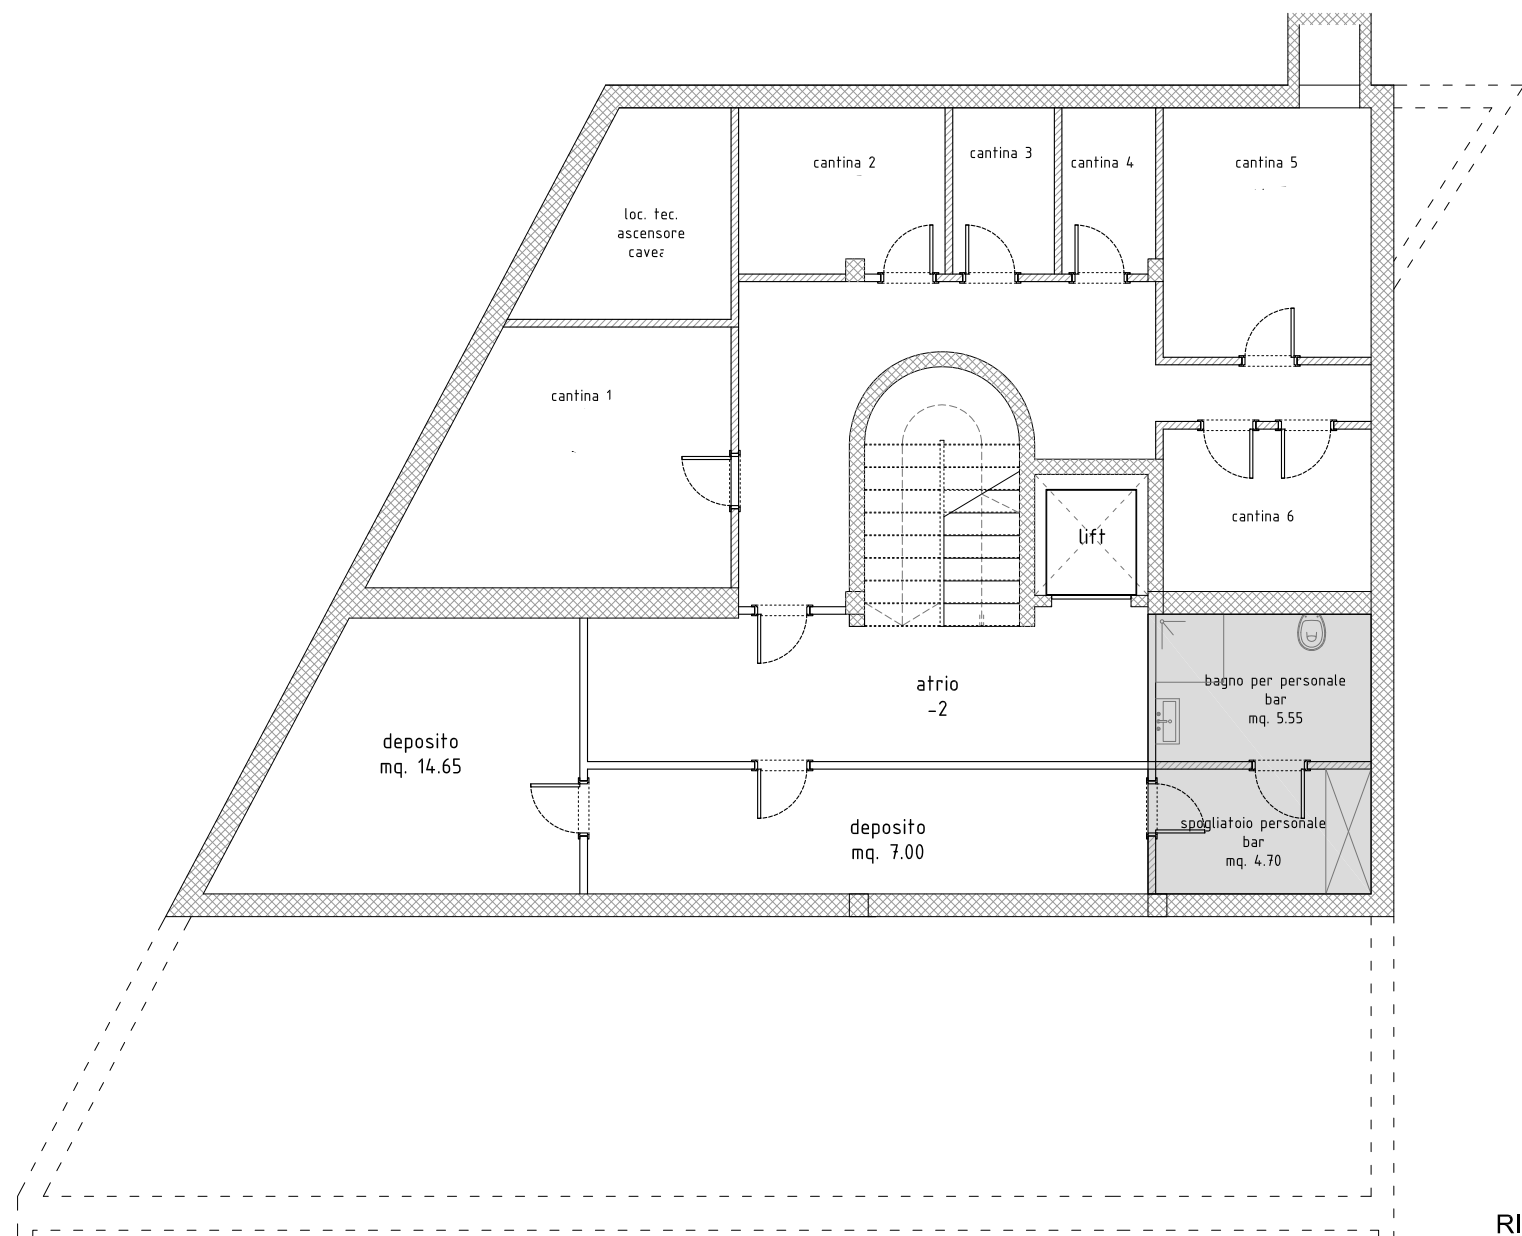 cantina 2
cantina 3
cantina 4
cantina 5
loc. tec.
ascensore
cavea
cantina 1
cantina 6
lift
atrio
-2
bagno per personale
bar
mq. 5.55
deposito
mq. 14.65
deposito
mq. 7.00
spogliatoio personale
bar
mq. 4.70
RI